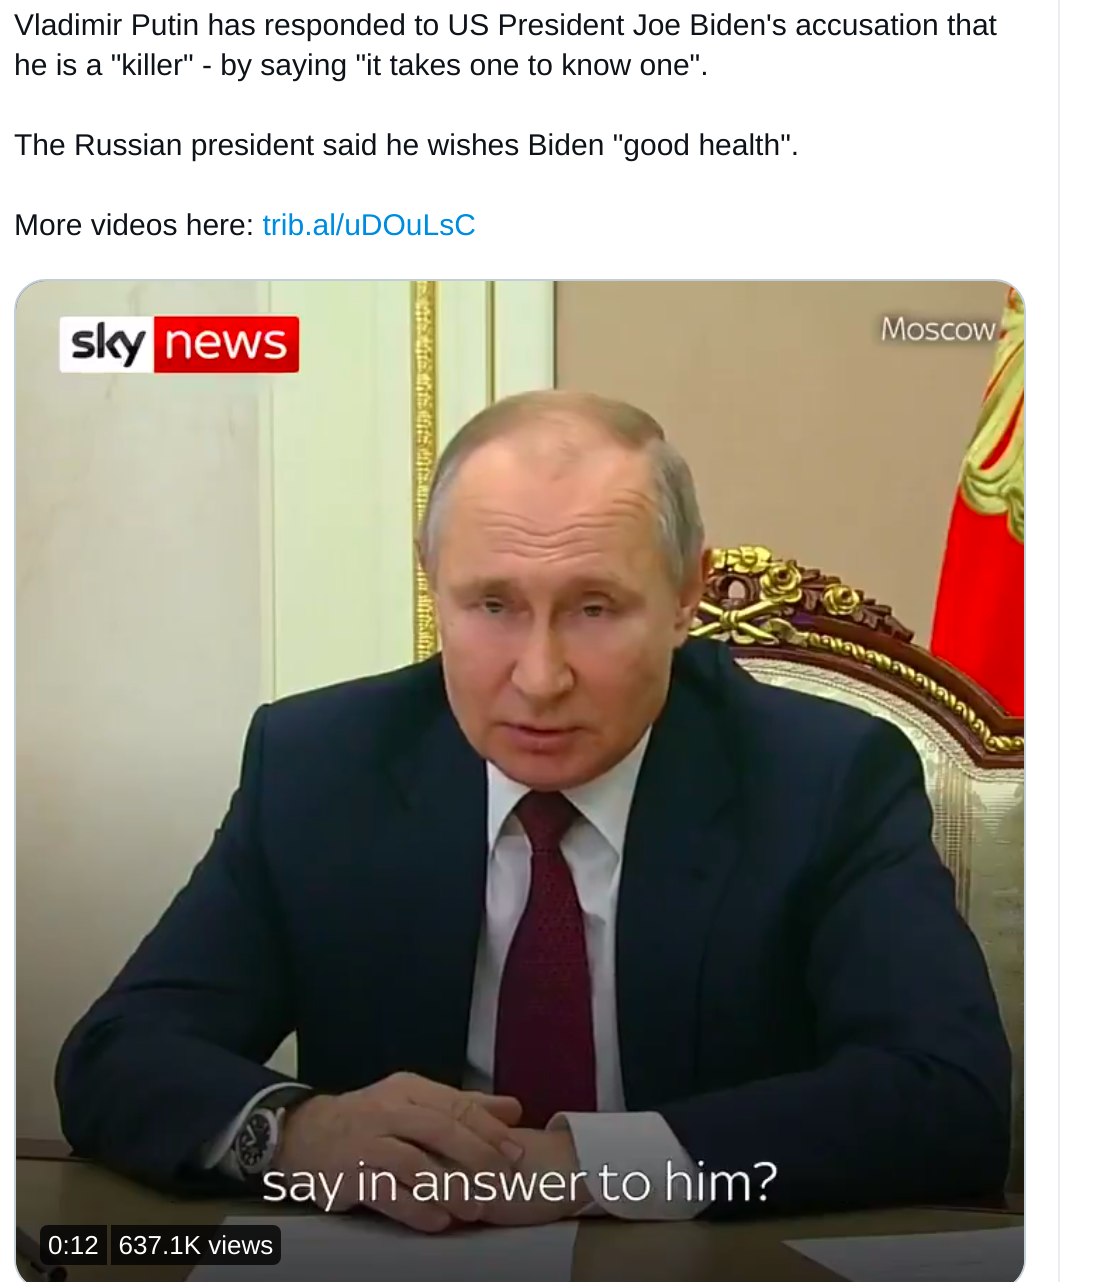 Vladimir Putin has responded to US President Joe Biden's accusation that
he is a "killer" - by saying "it takes one to know one".
The Russian president said he wishes Biden "good health".
More videos here: trib.al/uDOuLsC
sky news
Moscow
say in answer to him?
0:12 637.1K views